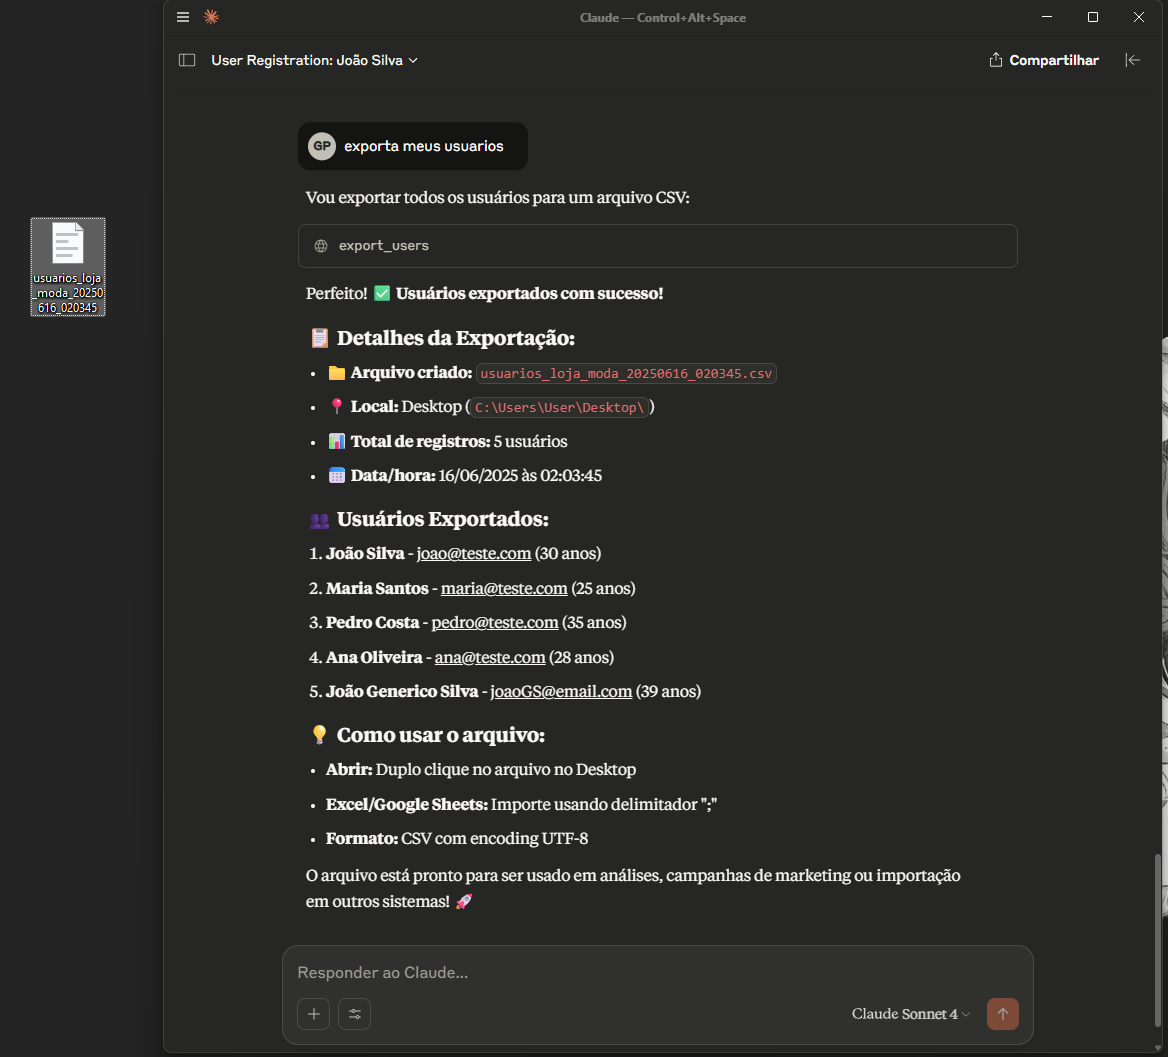 Claude — Control+Alt+Space
User Registration: João Silva
Compartilhar
GP exporta meus usuarios
Vou exportar todos os usuários para um arquivo CSV:
export_users
Perfeito! ✅ Usuários exportados com sucesso!
📋 Detalhes da Exportação:
• 📁 Arquivo criado: usuarios_loja_moda_20250616_020345.csv
• 📍 Local: Desktop (C:\Users\User\Desktop\)
• 📊 Total de registros: 5 usuários
• 📅 Data/hora: 16/06/2025 às 02:03:45
👥 Usuários Exportados:
1. João Silva - joao@teste.com (30 anos)
2. Maria Santos - maria@teste.com (25 anos)
3. Pedro Costa - pedro@teste.com (35 anos)
4. Ana Oliveira - ana@teste.com (28 anos)
5. João Generico Silva - joaoGS@email.com (39 anos)
💡 Como usar o arquivo:
• Abrir: Duplo clique no arquivo no Desktop
• Excel/Google Sheets: Importe usando delimitador ";"
• Formato: CSV com encoding UTF-8
O arquivo está pronto para ser usado em análises, campanhas de marketing ou importação
em outros sistemas! 🚀
Responder ao Claude...
Claude Sonnet 4
usuarios_loja
_moda_20250
616_020345